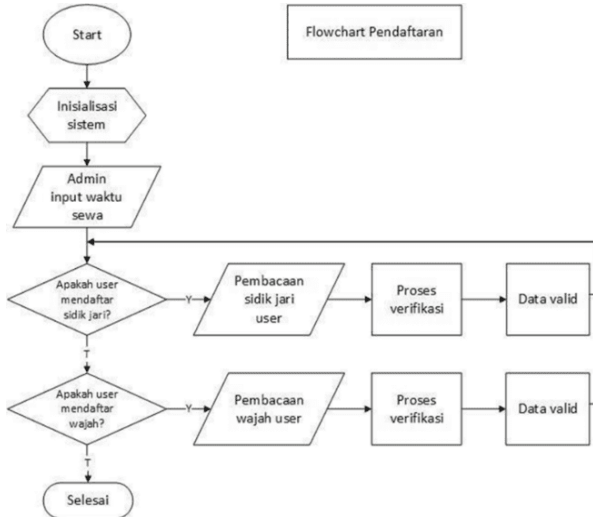 Start
Flowchart Pendaftaran
Inisialisasi
sistem
Admin
input waktu
sewa
Apakah user
mendaftar
sidik jari?
Y
Pembacaan
sidik jari
user
Proses
verifikasi
Data valid
T
Apakah user
mendaftar
wajah?
Y
Pembacaan
wajah user
Proses
verifikasi
Data valid
T
Selesai